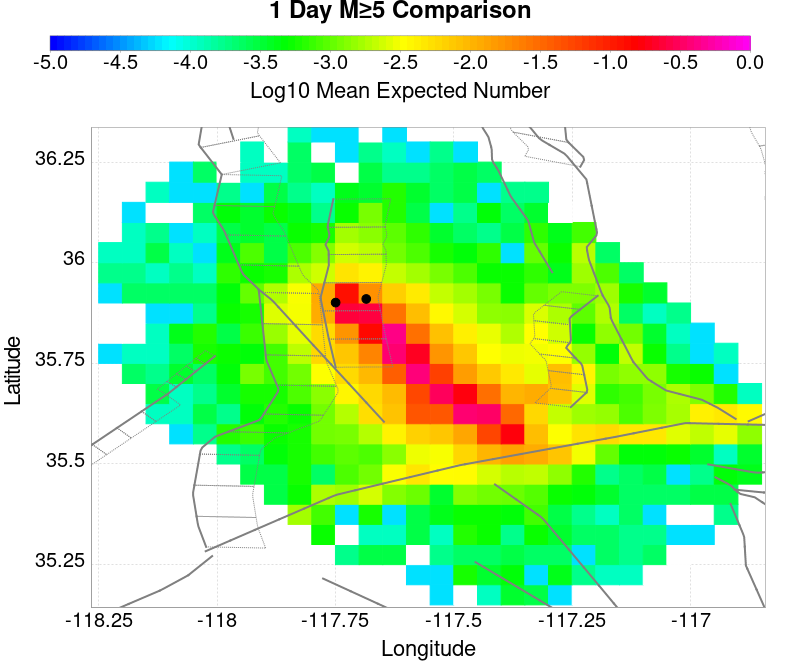 1 Day M≥5 Comparison
-5.0 -4.5 -4.0 -3.5 -3.0 -2.5 -2.0 -1.5 -1.0 -0.5 0.0
Log10 Mean Expected Number
36.25
36
35.75
35.5
35.25
Latitude
-118.25 -118 -117.75 -117.5 -117.25 -117
Longitude